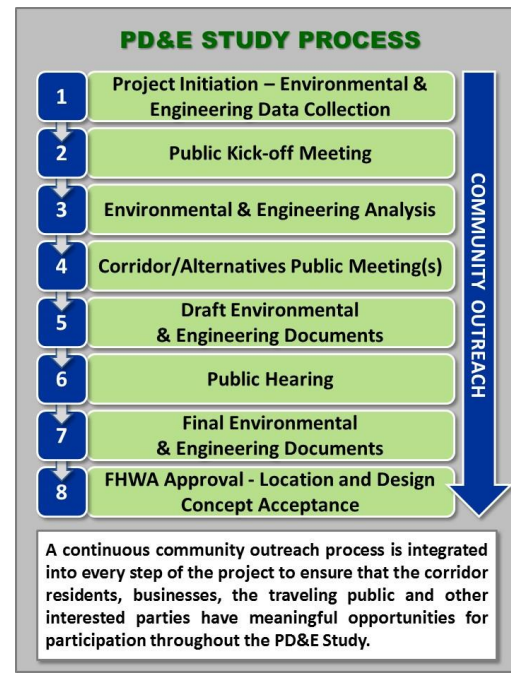 PD&E STUDY PROCESS
1
Project Initiation – Environmental &
Engineering Data Collection
2
Public Kick-off Meeting
3
Environmental & Engineering Analysis
4
Corridor/Alternatives Public Meeting(s)
5
Draft Environmental
& Engineering Documents
6
Public Hearing
7
Final Environmental
& Engineering Documents
8
FHWA Approval - Location and Design
Concept Acceptance
COMMUNITY OUTREACH
A continuous community outreach process is integrated
into every step of the project to ensure that the corridor
residents, businesses, the traveling public and other
interested parties have meaningful opportunities for
participation throughout the PD&E Study.